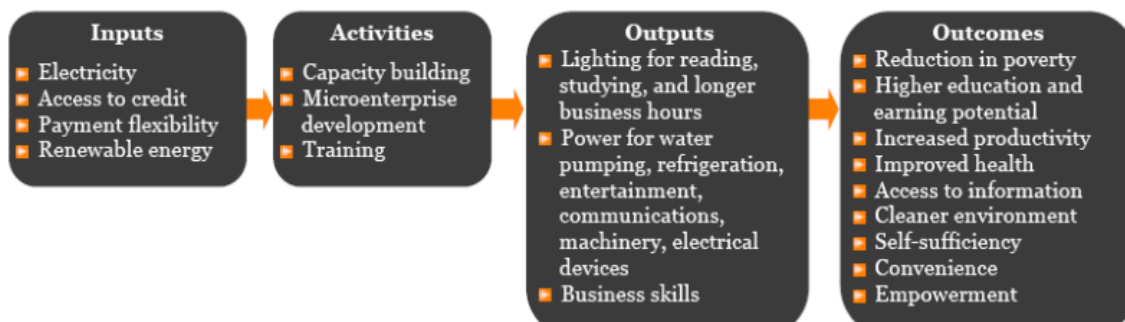 Inputs
Electricity
Access to credit
Payment flexibility
Renewable energy
Activities
Capacity building
Microenterprise
development
Training
Outputs
Lighting for reading,
studying, and longer
business hours
Power for water
pumping, refrigeration,
entertainment,
communications,
machinery, electrical
devices
Business skills
Outcomes
Reduction in poverty
Higher education and
earning potential
Increased productivity
Improved health
Access to information
Cleaner environment
Self-sufficiency
Convenience
Empowerment